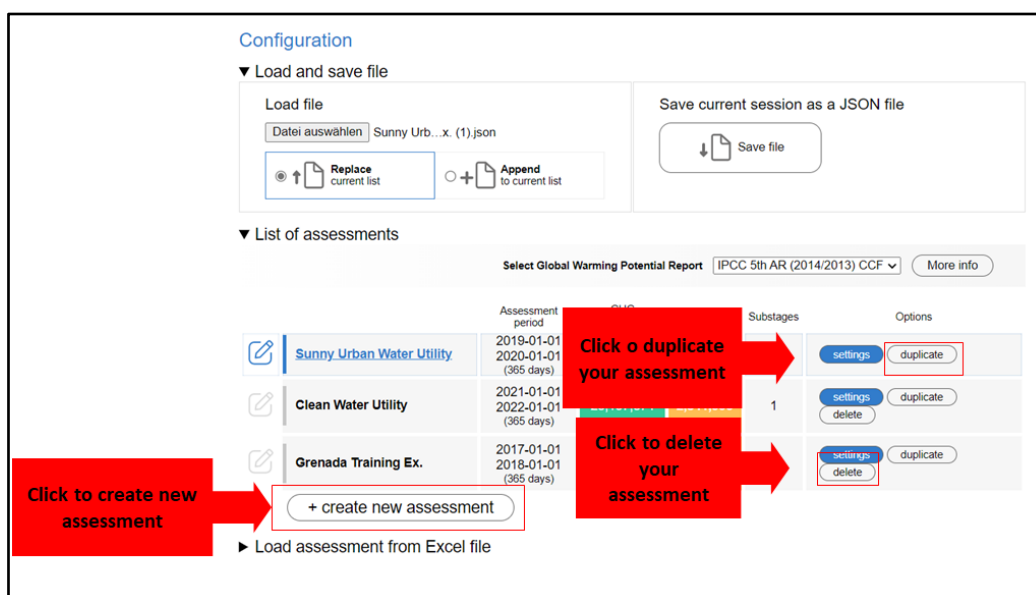 Configuration
▼ Load and save file
Load file
Datei auswählen Sunny Urb…x. (1).json
Replace
current list
Append
to current list
Save current session as a JSON file
Save file
▼ List of assessments
Select Global Warming Potential Report IPCC 5th AR (2014/2013) CCF More info
Assessment
period
Substages
Options
Sunny Urban Water Utility
2019-01-01
2020-01-01
(365 days)
Click o duplicate
your assessment
settings duplicate
Clean Water Utility
2021-01-01
2022-01-01
(365 days)
1
settings duplicate
delete
Grenada Training Ex.
2017-01-01
2018-01-01
(365 days)
Click to delete
your
assessment
settings duplicate
delete
Click to create new
assessment
+ create new assessment
► Load assessment from Excel file